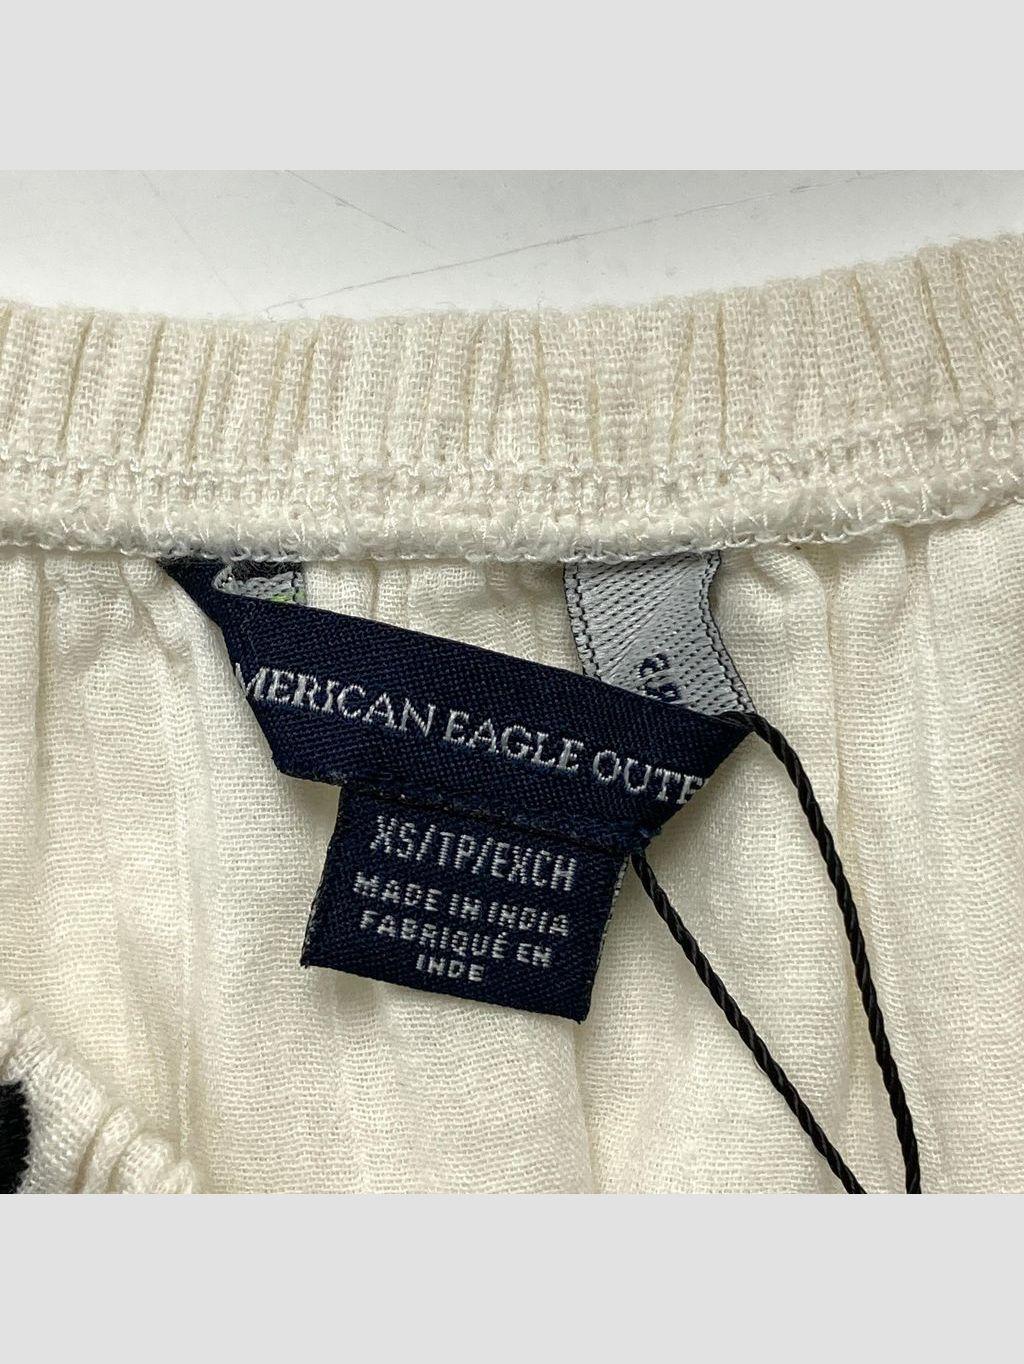 MERICAN EAGLE OUTF
XS/TP/EXCH
MADE IN INDIA
FABRIQUÉ EN
INDE